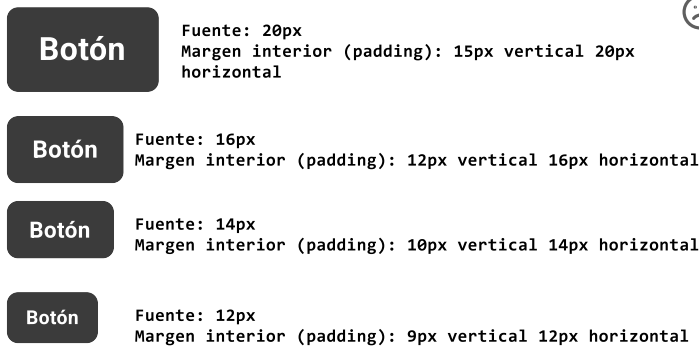 Botón
Fuente: 20px
Margen interior (padding): 15px vertical 20px
horizontal
Botón
Fuente: 16px
Margen interior (padding): 12px vertical 16px horizontal
Botón
Fuente: 14px
Margen interior (padding): 10px vertical 14px horizontal
Botón
Fuente: 12px
Margen interior (padding): 9px vertical 12px horizontal